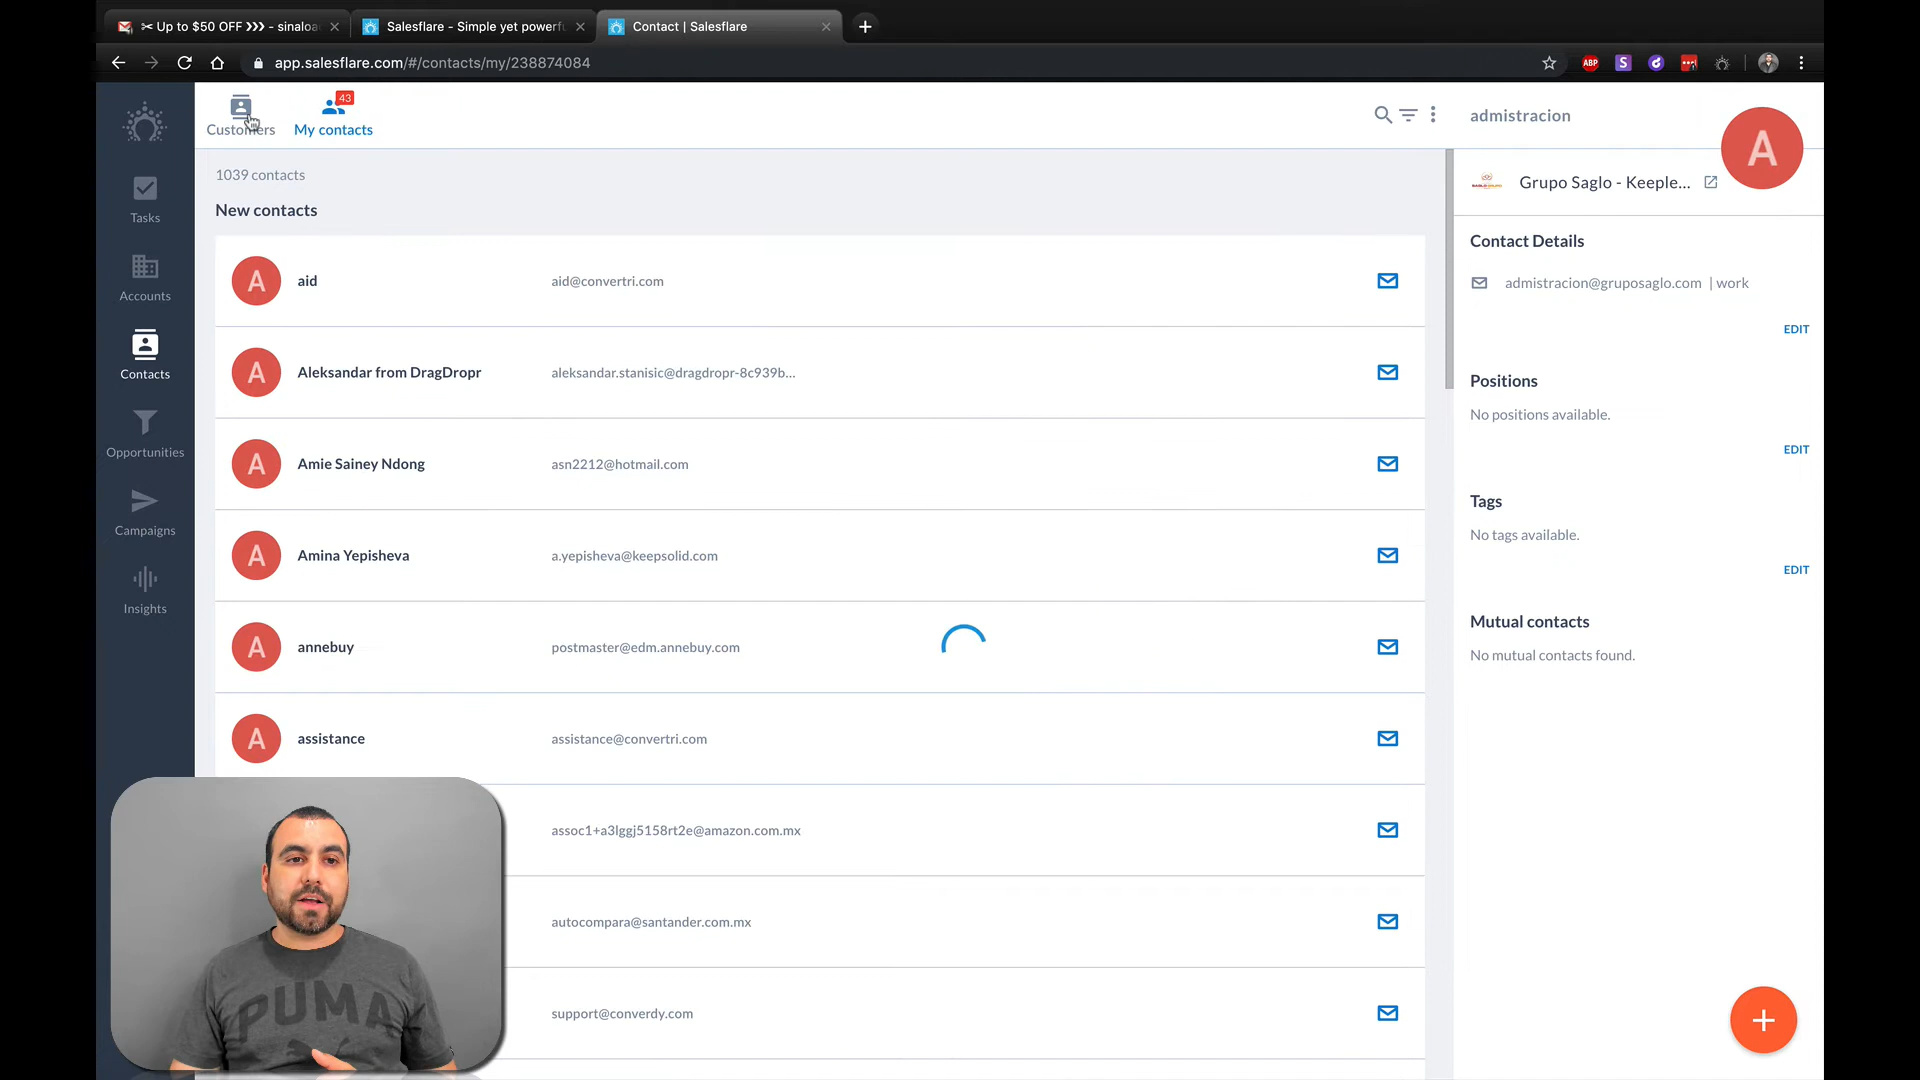 ✂ Up to $50 OFF ››› - sinaloa
Salesflare - Simple yet powerf
Contact | Salesflare
app.salesflare.com/#/contacts/my/238874084
ABP
S
Customers
43
My contacts
admistracion
A
1039 contacts
Grupo Saglo - Keeple...
New contacts
Tasks
Accounts
Contacts
Opportunities
Campaigns
Insights
A aid aid@convertri.com
A Aleksandar from DragDropr aleksandar.stanisic@dragdropr-8c939b...
A Amie Sainey Ndong asn2212@hotmail.com
A Amina Yepisheva a.yepisheva@keepsolid.com
A annebuy postmaster@edm.annebuy.com
A assistance assistance@convertri.com
assoc1+a3lggj5158rt2e@amazon.com.mx
autocompara@santander.com.mx
support@converdy.com
Contact Details
admistracion@gruposaglo.com | work
EDIT
Positions
No positions available.
EDIT
Tags
No tags available.
EDIT
Mutual contacts
No mutual contacts found.
PUMA